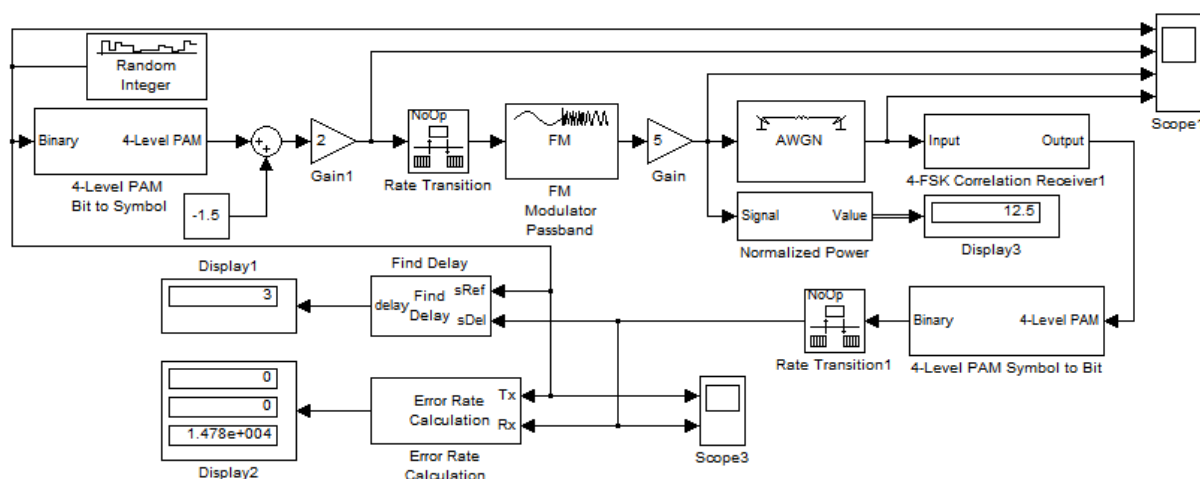 Random
Integer
Scope1
Binary 4-Level PAM
4-Level PAM
Bit to Symbol
+
+
2
Gain1
-1.5
NoOp
Rate Transition
FM
FM
Modulator
Passband
5
Gain
AWGN
Input Output
4-FSK Correlation Receiver1
Signal Value
Normalized Power
12.5
Display3
Display1
3
Find Delay
delay
Find
Delay
sRef
sDel
NoOp
Rate Transition1
Binary 4-Level PAM
4-Level PAM Symbol to Bit
0
0
1.478e+004
Display2
Error Rate
Calculation
Tx
Rx
Error Rate
Calculation
Scope3